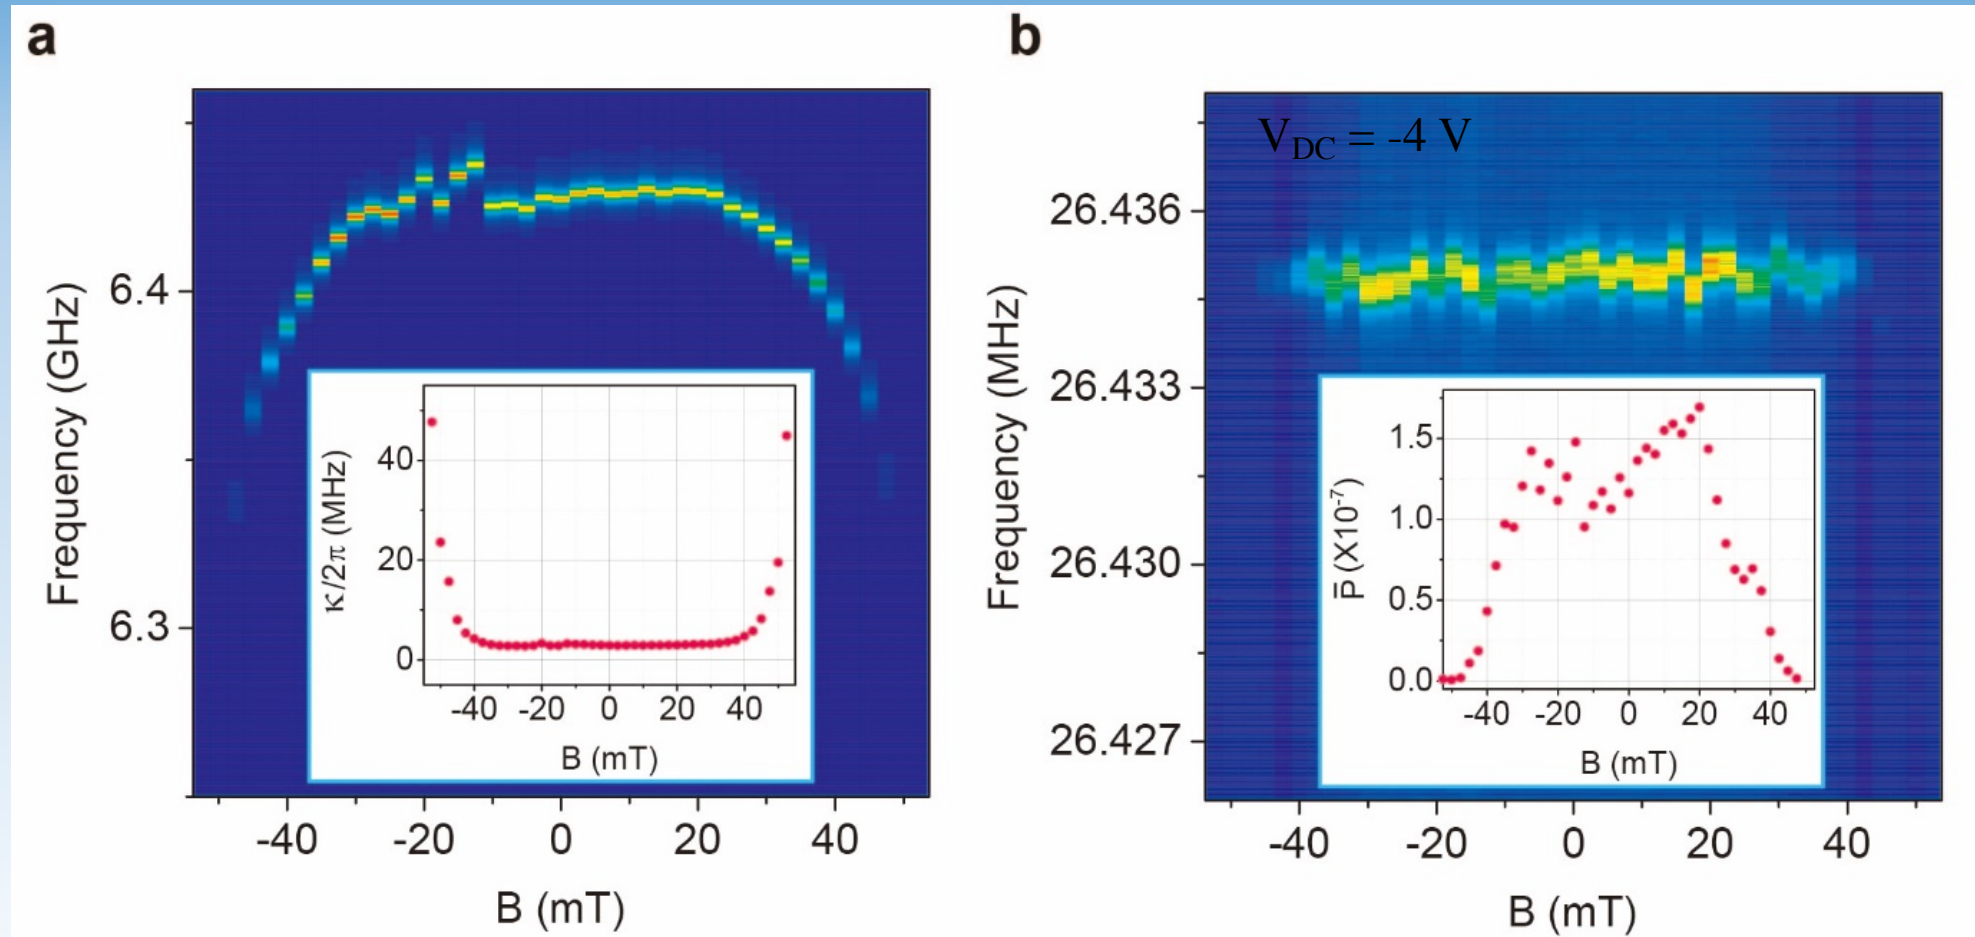 a
Frequency (GHz)
6.4
6.3
-40 -20 0 20 40
B (mT)
κ/2π (MHz)
40
20
0
-40 -20 0 20 40
B (mT)
b
V_DC = -4 V
Frequency (MHz)
26.436
26.433
26.430
26.427
-40 -20 0 20 40
B (mT)
P̅ (X10⁻⁷)
1.5
1.0
0.5
0.0
-40 -20 0 20 40
B (mT)